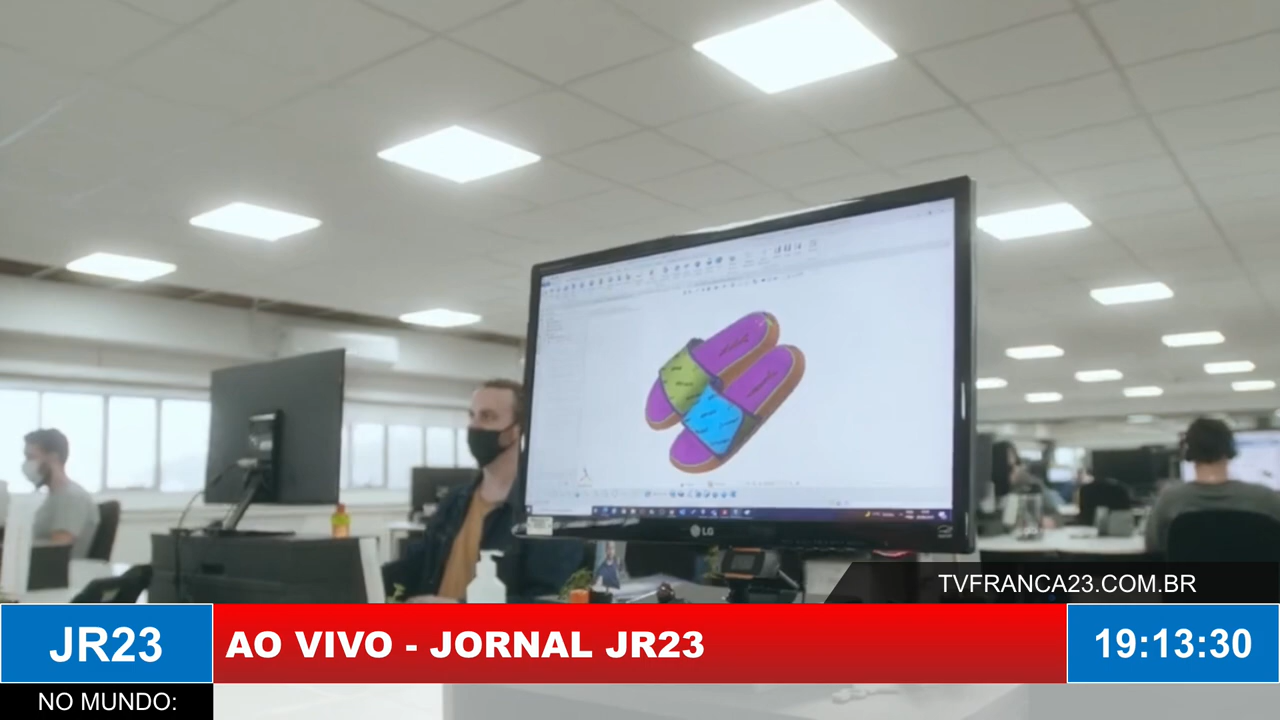 LG
TVFRANCA23.COM.BR
JR23
AO VIVO - JORNAL JR23
19:13:30
NO MUNDO: